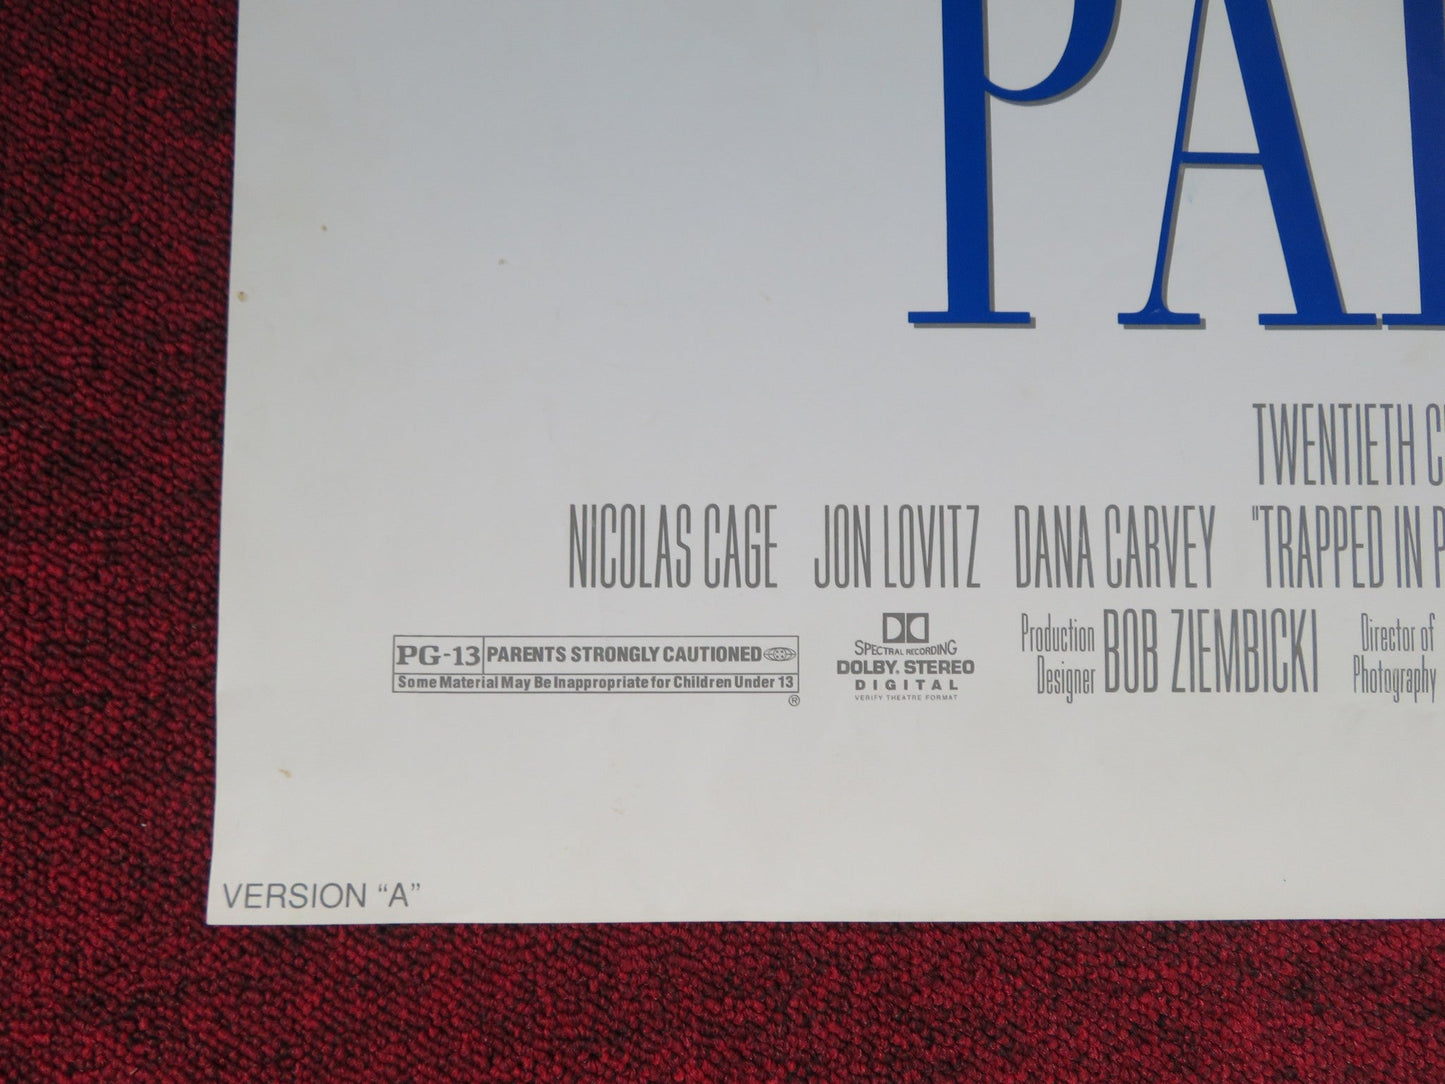 PA
TWENTIETH C
NICOLAS CAGE JON LOVITZ DANA CARVEY "TRAPPED IN P
PG-13 PARENTS STRONGLY CAUTIONED
Some Material May Be Inappropriate for Children Under 13
®
SPECTRAL RECORDING
DOLBY. STEREO
DIGITAL
VERIFY THEATRE FORMAT
Production
Designer BOB ZIEMBICKI
Director of
Photography
VERSION “A”